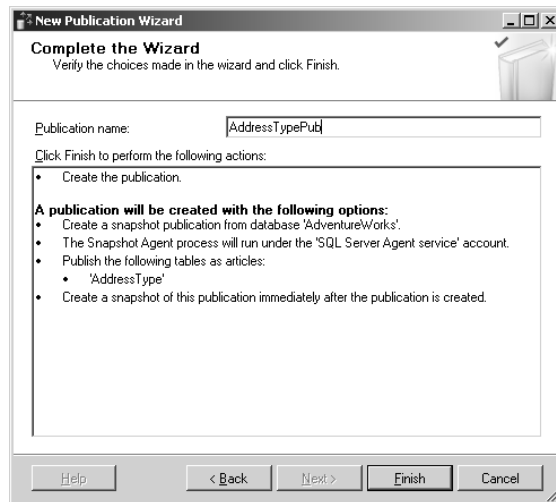 New Publication Wizard
Complete the Wizard
Verify the choices made in the wizard and click Finish.
Publication name: AddressTypePub
Click Finish to perform the following actions:
• Create the publication.
A publication will be created with the following options:
• Create a snapshot publication from database 'AdventureWorks'.
• The Snapshot Agent process will run under the 'SQL Server Agent service' account.
• Publish the following tables as articles:
• 'AddressType'
• Create a snapshot of this publication immediately after the publication is created.
Help < Back Next > Finish Cancel